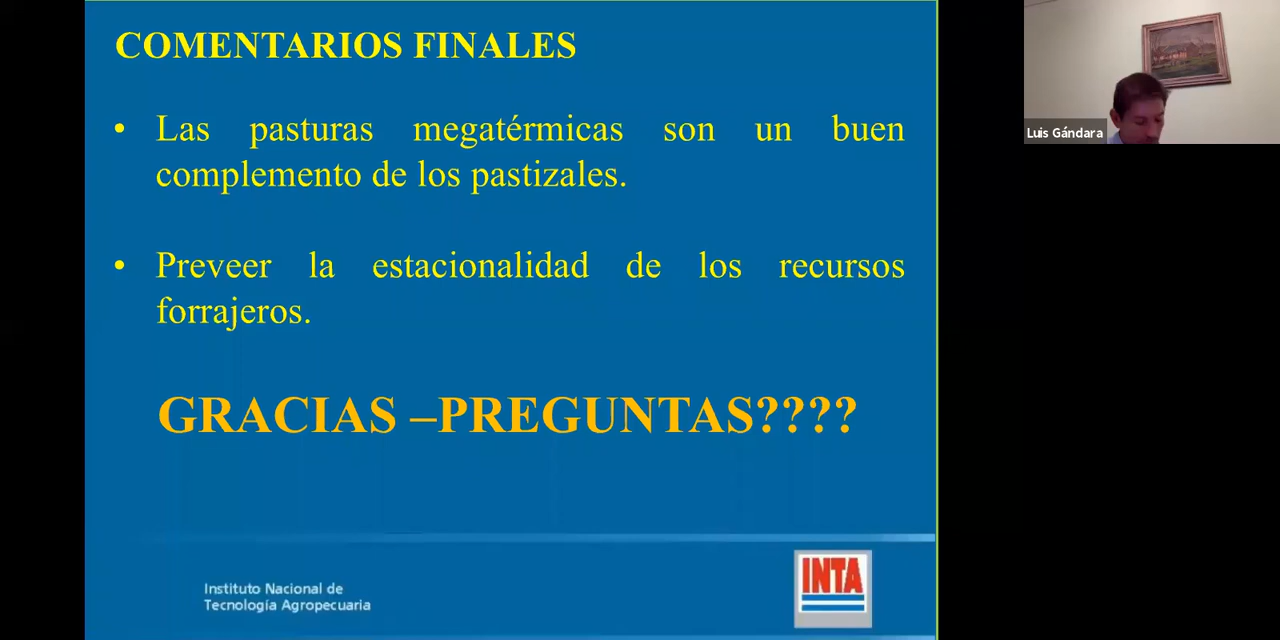 COMENTARIOS FINALES
• Las pasturas megatérmicas son un buen
complemento de los pastizales.
• Preveer la estacionalidad de los recursos
forrajeros.
GRACIAS –PREGUNTAS????
Instituto Nacional de
Tecnología Agropecuaria
INTA
Luis Gándara